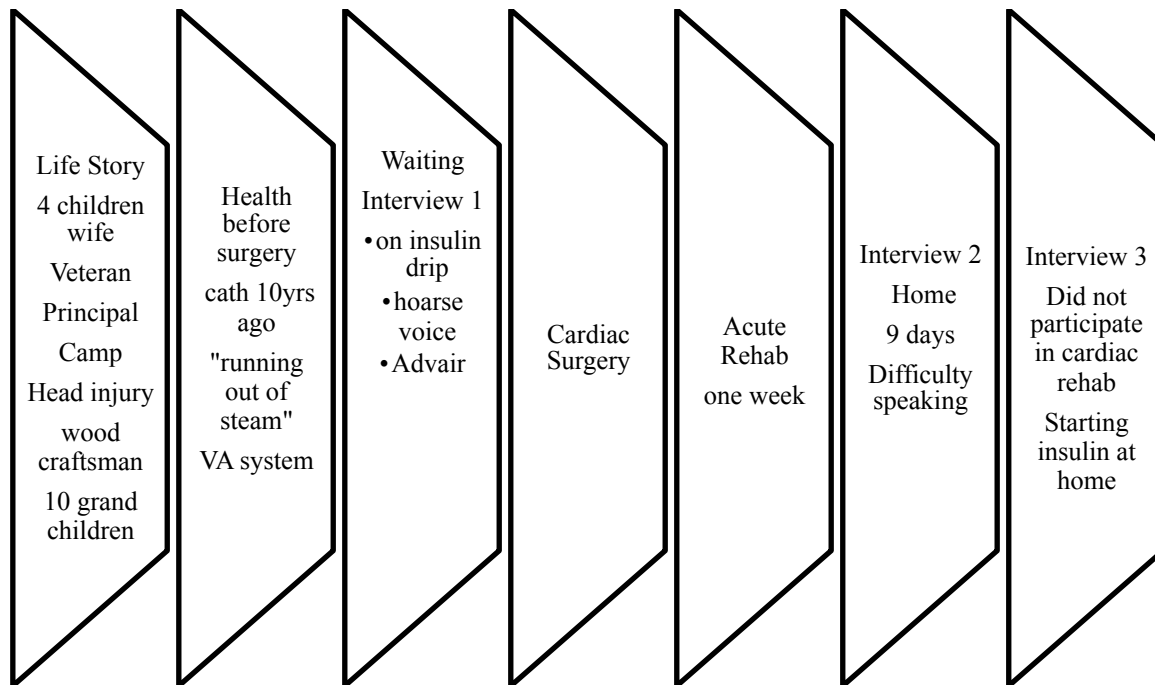 Life Story
4 children
wife
Veteran
Principal
Camp
Head injury
wood
craftsman
10 grand
children
Health
before
surgery
cath 10yrs
ago
"running
out of
steam"
VA system
Waiting
Interview 1
•on insulin
drip
•hoarse
voice
•Advair
Cardiac
Surgery
Acute
Rehab
one week
Interview 2
Home
9 days
Difficulty
speaking
Interview 3
Did not
participate
in cardiac
rehab
Starting
insulin at
home